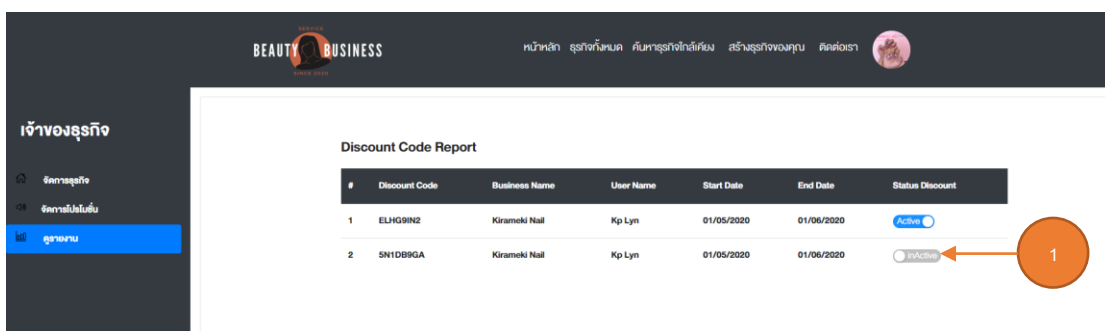 SERVICE
BEAUTY BUSINESS
SINCE 2020
หน้าหลัก ธุรกิจทั้งหมด ค้นหาธุรกิจใกล้เคียง สร้างธุรกิจของคุณ ติดต่อเรา
เจ้าของธุรกิจ
จัดการธุรกิจ
จัดการโปรโมชั่น
ดูรายงาน
Discount Code Report
# Discount Code Business Name User Name Start Date End Date Status Discount
1 ELHG9IN2 Kirameki Nail Kp Lyn 01/05/2020 01/06/2020 Active
2 5N1DB9GA Kirameki Nail Kp Lyn 01/05/2020 01/06/2020 inActive
1